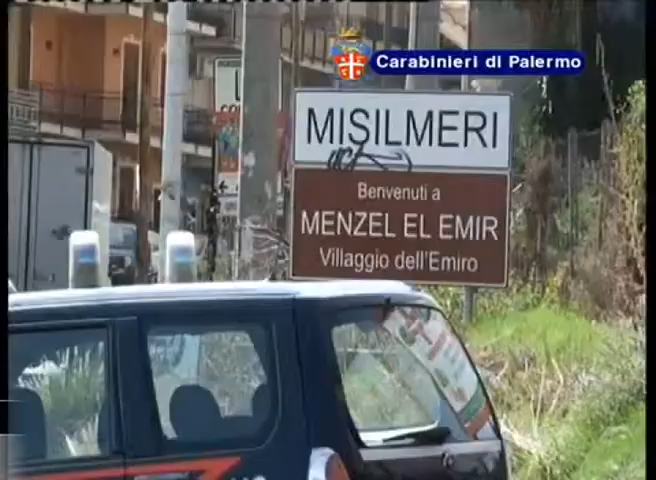 Carabinieri di Palermo
MISILMERI
Benvenuti a
MENZEL EL EMIR
Villaggio dell'Emiro